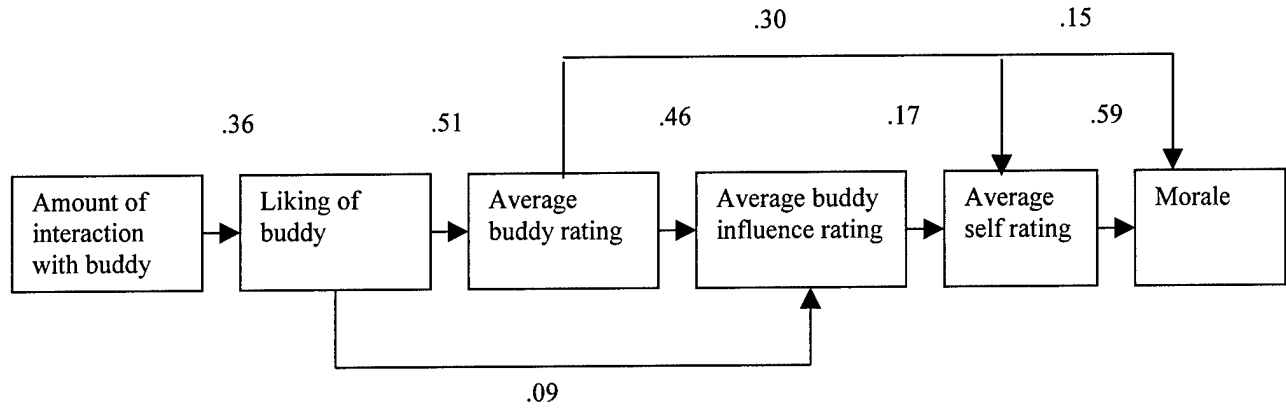 .30
.15
.36
.51
.46
.17
.59
Amount of
interaction
with buddy
Liking of
buddy
Average
buddy rating
Average buddy
influence rating
Average
self rating
Morale
.09